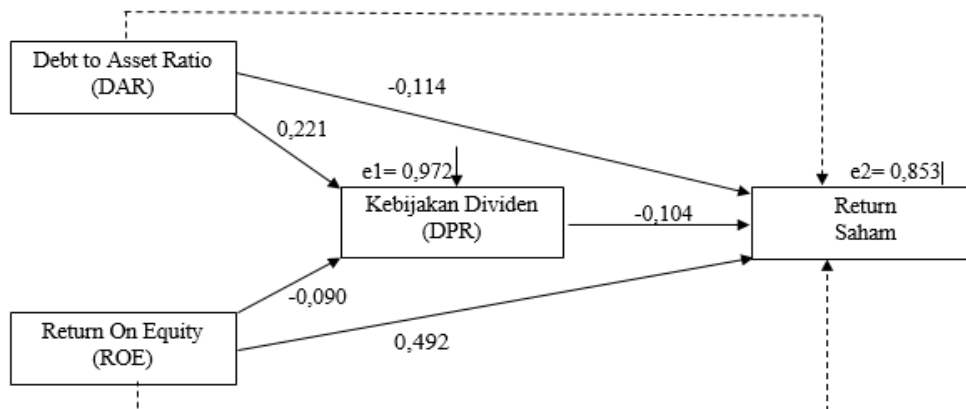 Debt to Asset Ratio
(DAR)
-0,114
0,221
e1= 0,972
e2= 0,853
Kebijakan Dividen
(DPR)
-0,104
Return
Saham
-0,090
Return On Equity
(ROE)
0,492